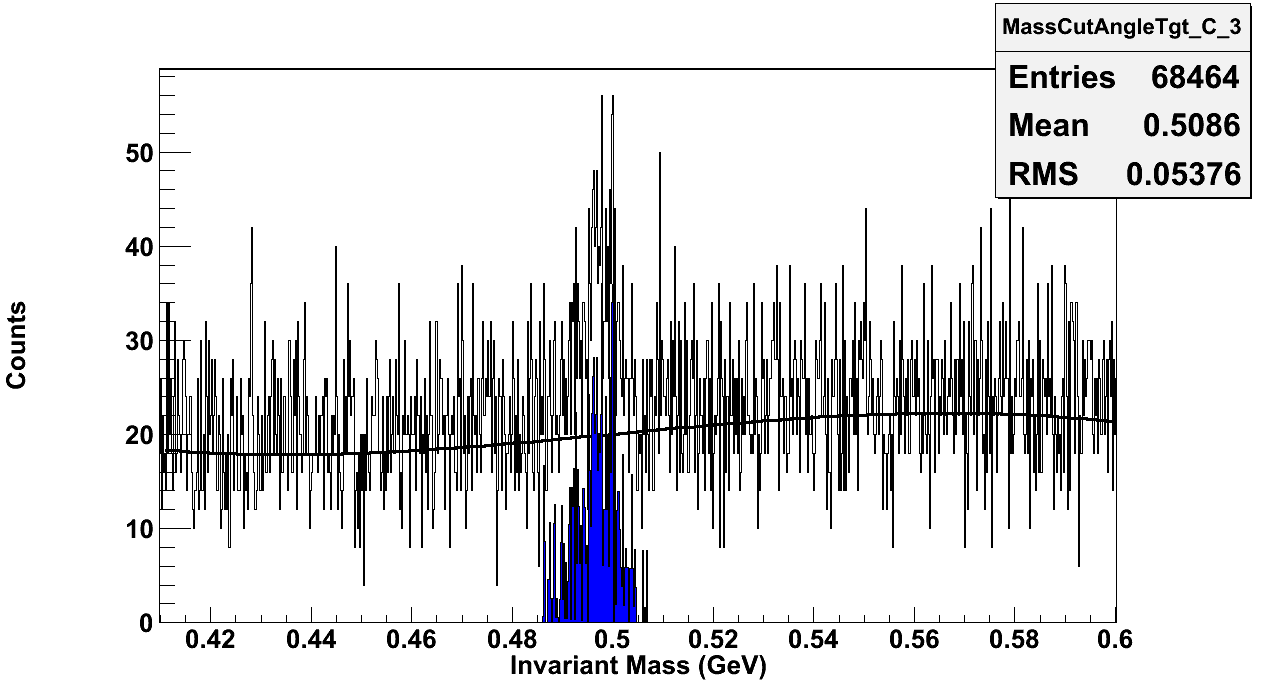 MassCutAngleTgt_C_3
Entries 68464
Mean 0.5086
RMS 0.05376
50
40
30
20
10
0
Counts
0.42 0.44 0.46 0.48 0.5 0.52 0.54 0.56 0.58 0.6
Invariant Mass (GeV)